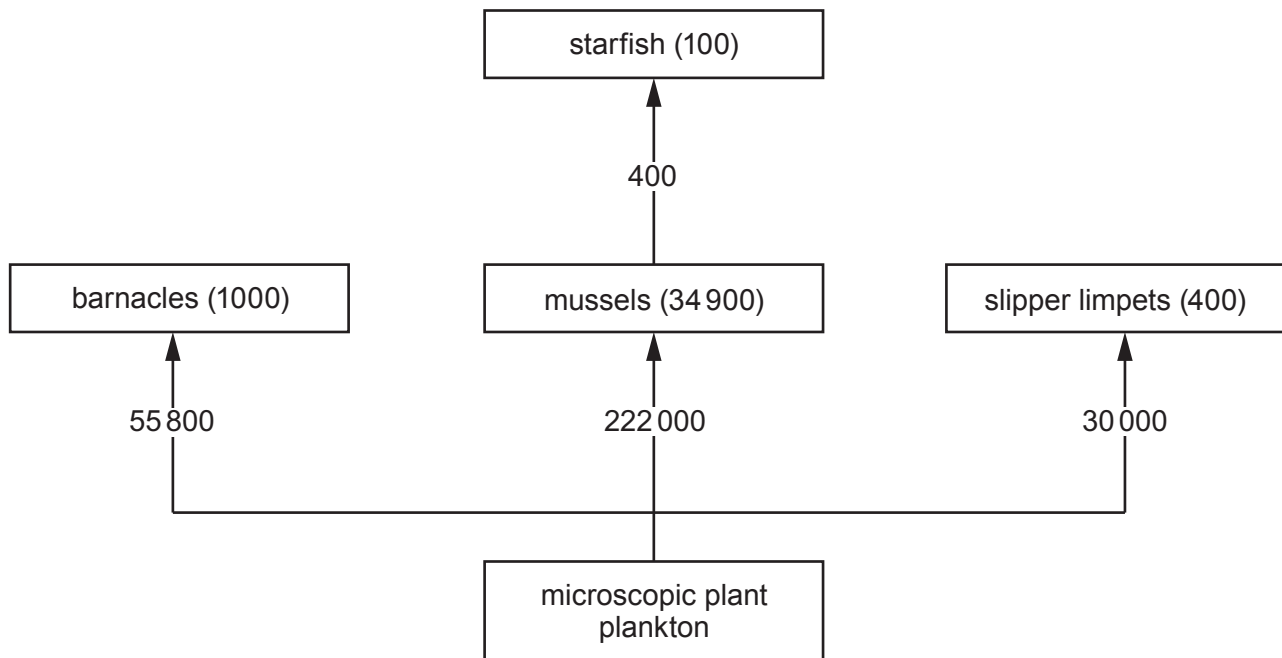 starfish (100)
400
barnacles (1000)
mussels (34 900)
slipper limpets (400)
55 800
222 000
30 000
microscopic plant
plankton